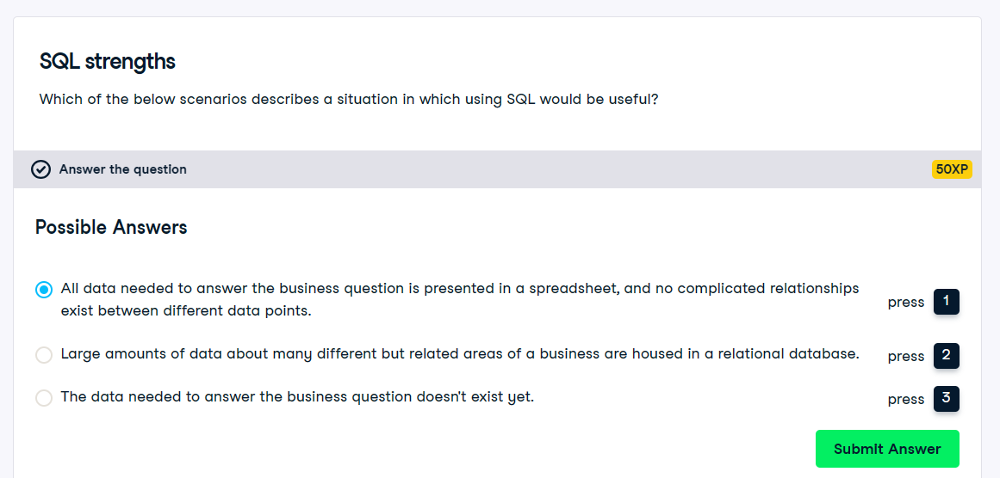 SQL strengths
Which of the below scenarios describes a situation in which using SQL would be useful?
Answer the question
50XP
Possible Answers
All data needed to answer the business question is presented in a spreadsheet, and no complicated relationships
exist between different data points.
press 1
Large amounts of data about many different but related areas of a business are housed in a relational database.
press 2
The data needed to answer the business question doesn't exist yet.
press 3
Submit Answer